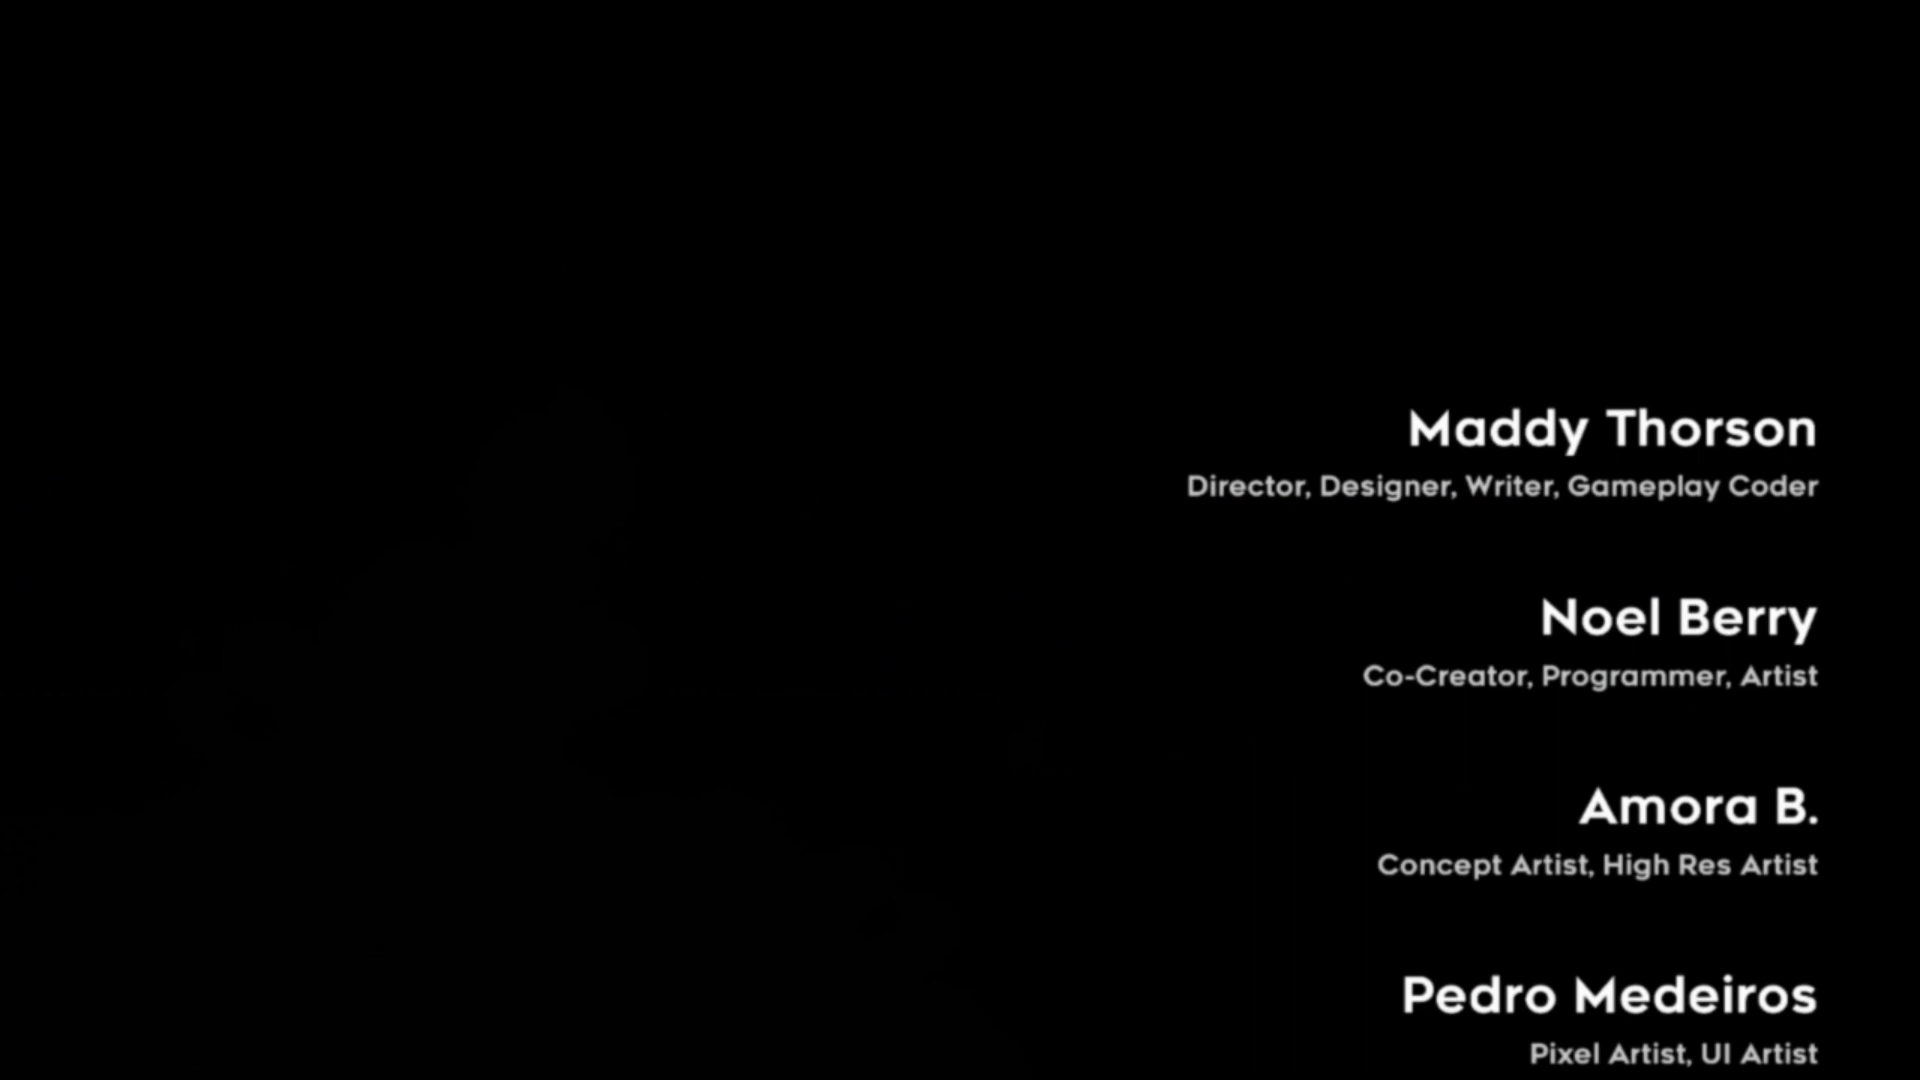 Maddy Thorson
Director, Designer, Writer, Gameplay Coder
Noel Berry
Co-Creator, Programmer, Artist
Amora B.
Concept Artist, High Res Artist
Pedro Medeiros
Pixel Artist, UI Artist